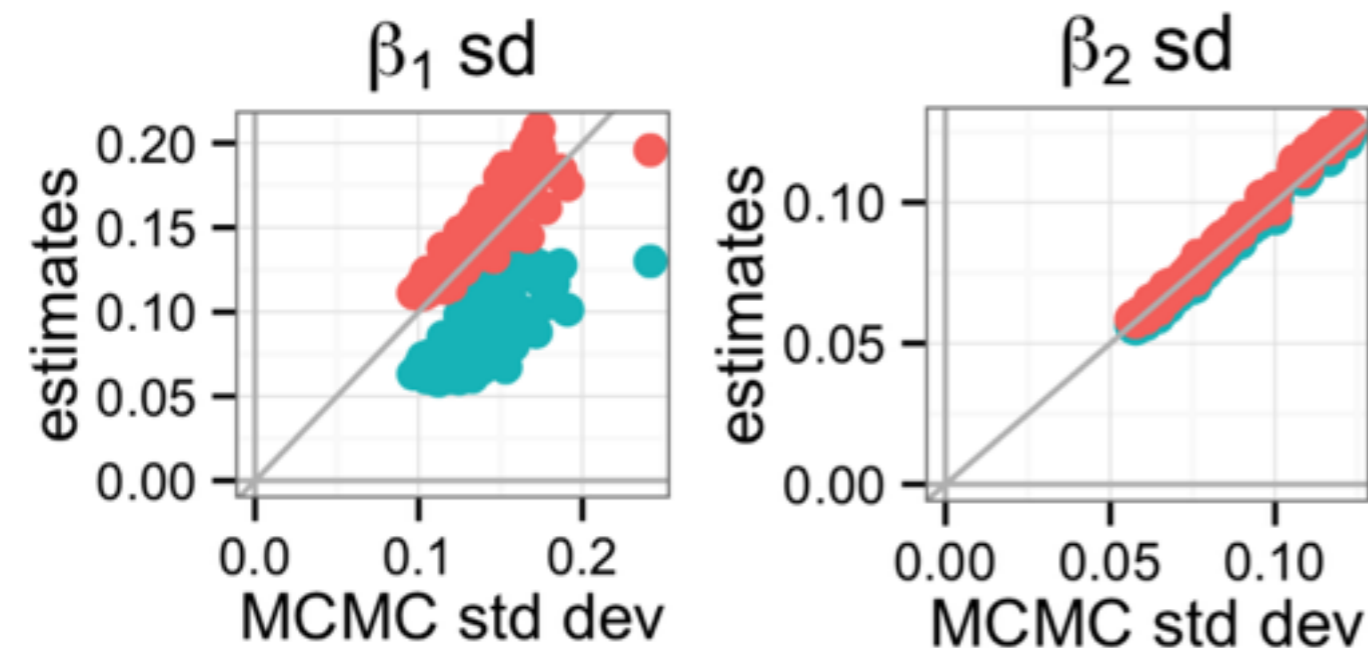 β₁ sd
estimates
0.20
0.15
0.10
0.05
0.00
0.0 0.1 0.2
MCMC std dev
β₂ sd
estimates
0.10
0.05
0.00
0.00 0.05 0.10
MCMC std dev